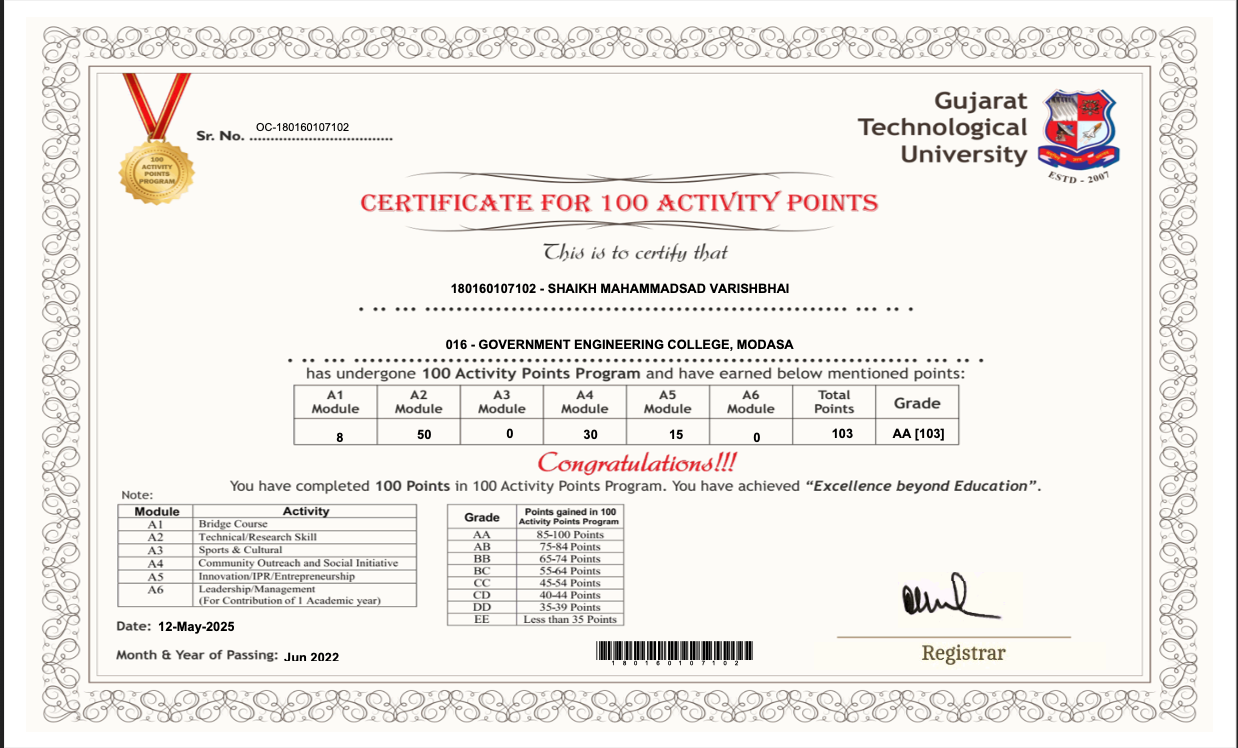 Sr. No. ..................................
OC-180160107102
100
ACTIVITY
POINTS
PROGRAM
Gujarat
Technological
University
ESTD - 2007
CERTIFICATE FOR 100 ACTIVITY POINTS
This is to certify that
180160107102 - SHAIKH MAHAMMADSAD VARISHBHAI
016 - GOVERNMENT ENGINEERING COLLEGE, MODASA
has undergone 100 Activity Points Program and have earned below mentioned points:
A1 Module A2 Module A3 Module A4 Module A5 Module A6 Module Total Points Grade
8 50 0 30 15 0 103 AA [103]
Congratulations!!!
You have completed 100 Points in 100 Activity Points Program. You have achieved “Excellence beyond Education”.
Note:
Module Activity
A1 Bridge Course
A2 Technical/Research Skill
A3 Sports & Cultural
A4 Community Outreach and Social Initiative
A5 Innovation/IPR/Entrepreneurship
A6 Leadership/Management
(For Contribution of 1 Academic year)
Grade Points gained in 100 Activity Points Program
AA 85-100 Points
AB 75-84 Points
BB 65-74 Points
BC 55-64 Points
CC 45-54 Points
CD 40-44 Points
DD 35-39 Points
EE Less than 35 Points
Date: 12-May-2025
Month & Year of Passing: Jun 2022
180160107102
Registrar